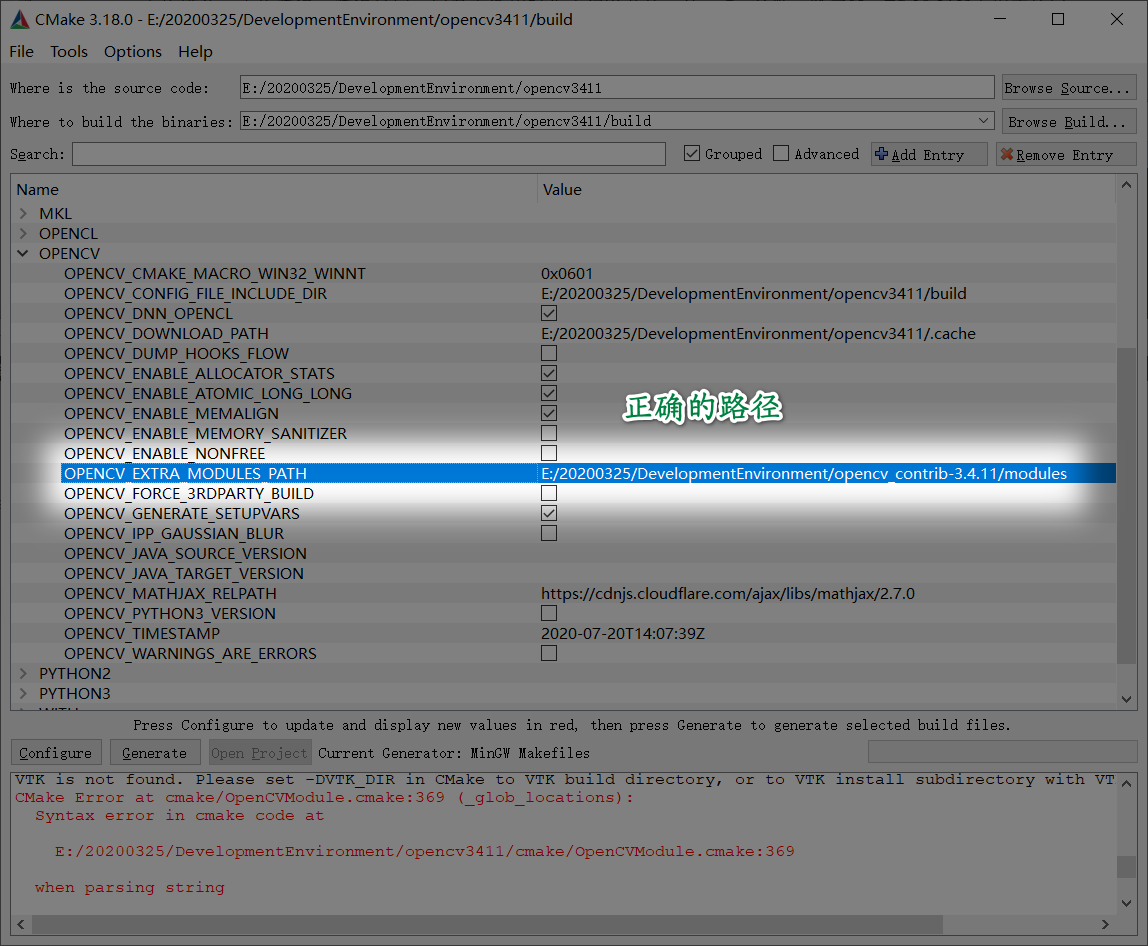 CMake 3.18.0 - E:/20200325/DevelopmentEnvironment/opencv3411/build
File Tools Options Help
Where is the source code: E:/20200325/DevelopmentEnvironment/opencv3411 Browse Source...
Where to build the binaries: E:/20200325/DevelopmentEnvironment/opencv3411/build Browse Build...
Search: Grouped Advanced Add Entry Remove Entry
Name Value
MKL
OPENCL
OPENCV
OPENCV_CMAKE_MACRO_WIN32_WINNT 0x0601
OPENCV_CONFIG_FILE_INCLUDE_DIR E:/20200325/DevelopmentEnvironment/opencv3411/build
OPENCV_DNN_OPENCL
OPENCV_DOWNLOAD_PATH E:/20200325/DevelopmentEnvironment/opencv3411/.cache
OPENCV_DUMP_HOOKS_FLOW
OPENCV_ENABLE_ALLOCATOR_STATS
OPENCV_ENABLE_ATOMIC_LONG_LONG
正确的路径
OPENCV_ENABLE_MEMALIGN
OPENCV_ENABLE_MEMORY_SANITIZER
OPENCV_ENABLE_NONFREE
OPENCV_EXTRA_MODULES_PATH E:/20200325/DevelopmentEnvironment/opencv_contrib-3.4.11/modules
OPENCV_FORCE_3RDPARTY_BUILD
OPENCV_GENERATE_SETUPVARS
OPENCV_IPP_GAUSSIAN_BLUR
OPENCV_JAVA_SOURCE_VERSION
OPENCV_JAVA_TARGET_VERSION
OPENCV_MATHJAX_RELPATH https://cdnjs.cloudflare.com/ajax/libs/mathjax/2.7.0
OPENCV_PYTHON3_VERSION
OPENCV_TIMESTAMP 2020-07-20T14:07:39Z
OPENCV_WARNINGS_ARE_ERRORS
PYTHON2
PYTHON3
WITH
Press Configure to update and display new values in red, then press Generate to generate selected build files.
Configure Generate Open Project Current Generator: MinGW Makefiles
VTK is not found. Please set -DVTK_DIR in CMake to VTK build directory, or to VTK install subdirectory with VT
CMake Error at cmake/OpenCVModule.cmake:369 (_glob_locations):
Syntax error in cmake code at
E:/20200325/DevelopmentEnvironment/opencv3411/cmake/OpenCVModule.cmake:369
when parsing string